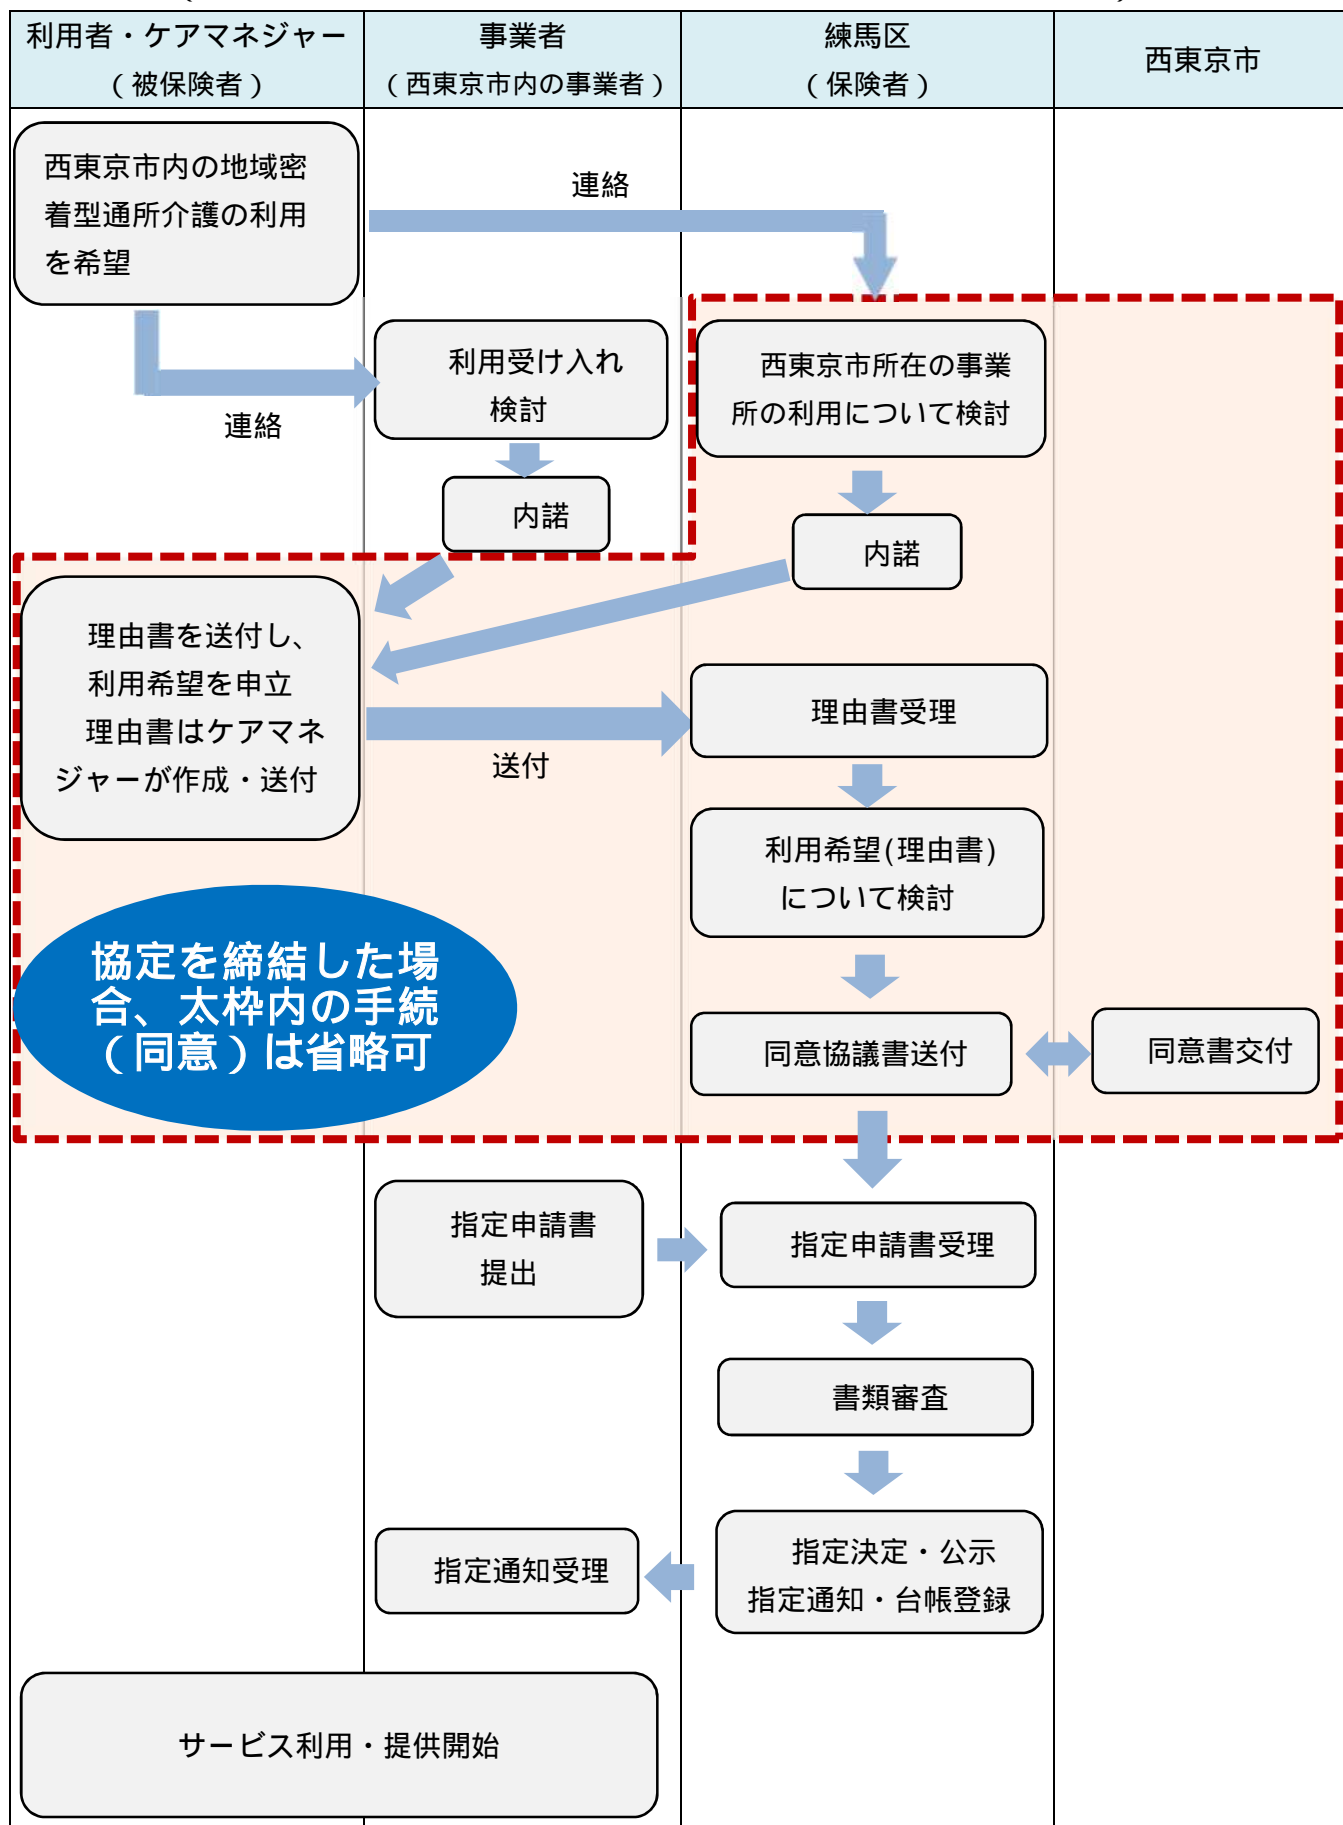 利用者・ケアマネジャー
（被保険者）
事業者
（西東京市内の事業者）
練馬区
（保険者）
西東京市
西東京市内の地域密
着型通所介護の利用
を希望
連絡
連絡
利用受け入れ
検討
西東京市所在の事業
所の利用について検討
内諾
内諾
理由書を送付し、
利用希望を申立
理由書はケアマネ
ジャーが作成・送付
送付
理由書受理
利用希望(理由書)
について検討
協定を締結した場
合、太枠内の手続
（同意）は省略可
同意協議書送付
同意書交付
指定申請書
提出
指定申請書受理
書類審査
指定決定・公示
指定通知・台帳登録
指定通知受理
サービス利用・提供開始